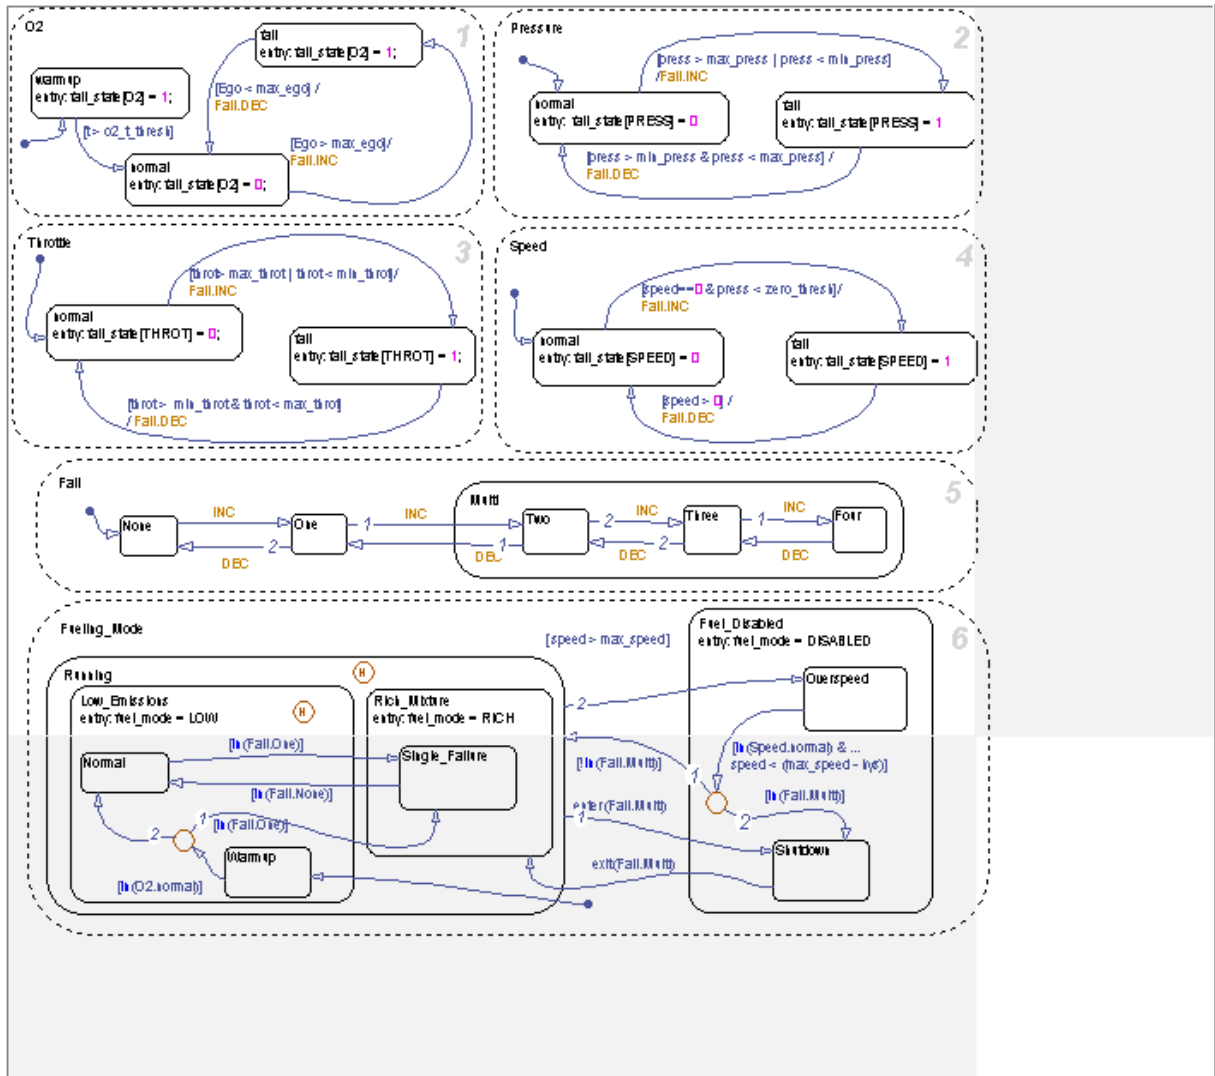 O2
1
fail
entry: fail_state[O2] = 1;
warmup
entry: fail_state[O2] = 1;
[Ego < max_ego] /
Fail.DEC
[t > o2_t_thresh]
[Ego > max_ego]/
Fail.INC
normal
entry: fail_state[O2] = 0;
Pressure
2
[press > max_press | press < min_press]
/Fail.INC
normal
entry: fail_state[PRESS] = 0
fail
entry: fail_state[PRESS] = 1
[press > min_press & press < max_press] /
Fail.DEC
Throttle
3
[throt > max_throt | throt < min_throt]/
Fail.INC
normal
entry: fail_state[THROT] = 0;
fail
entry: fail_state[THROT] = 1;
[throt > min_throt & throt < max_throt]
/ Fail.DEC
Speed
4
[speed==0 & press < zero_thresh]/
Fail.INC
normal
entry: fail_state[SPEED] = 0
fail
entry: fail_state[SPEED] = 1
[speed > 0] /
Fail.DEC
Fail
5
Multi
INC
1
INC
2
INC
1
INC
None
One
Two
Three
Four
2
1
2
DEC
DEC
DEC
DEC
Fueling_Mode
6
[speed > max_speed]
Fuel_Disabled
entry: fuel_mode = DISABLED
Running
H
Low_Emissions
entry: fuel_mode = LOW
H
Rich_Mixture
entry: fuel_mode = RICH
2
Overspeed
[in(Fail.One)]
Normal
Single_Failure
[in(Fail.None)]
[!in(Fail.Multi)]
1
[in(Speed.normal) & ...
speed < (max_speed - hys)]
[in(Fail.Multi)]
2
1
[in(Fail.One)]
2
enter(Fail.Multi)
1
Warmup
[in(O2.normal)]
exit(Fail.Multi)
Shutdown